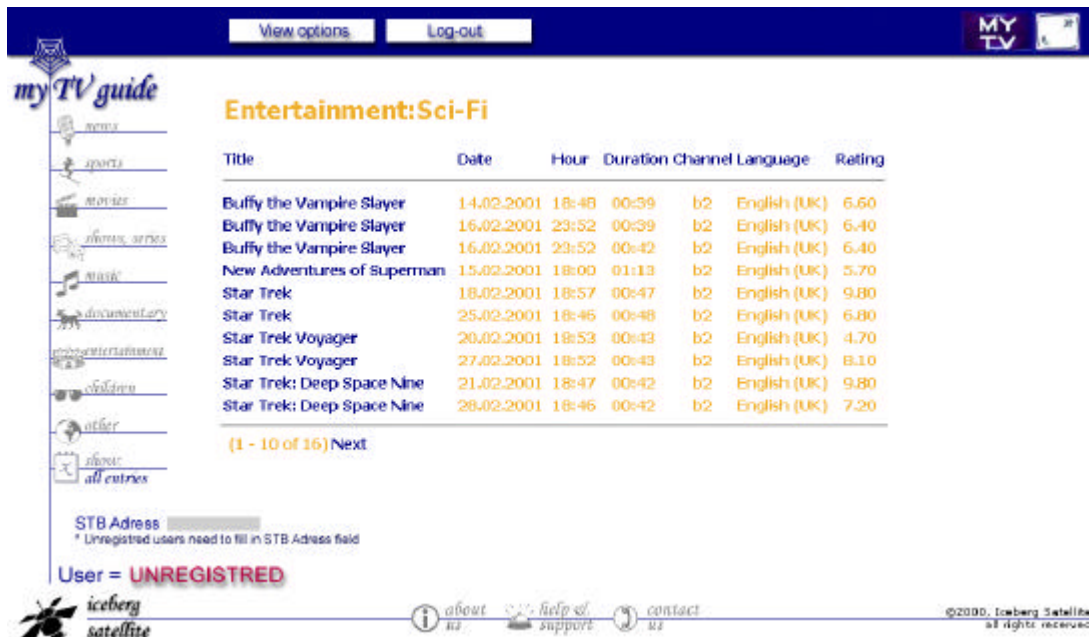 View options
Log-out
MY TV
my TV guide
news
sports
movies
shows, series
music
documentary
entertainment
children
other
show:
all entries
Entertainment:Sci-Fi
Title Date Hour Duration Channel Language Rating
Buffy the Vampire Slayer 14.02.2001 18:48 00:39 b2 English (UK) 6.60
Buffy the Vampire Slayer 16.02.2001 23:52 00:39 b2 English (UK) 6.40
Buffy the Vampire Slayer 16.02.2001 23:52 00:42 b2 English (UK) 6.40
New Adventures of Superman 15.02.2001 18:00 01:13 b2 English (UK) 5.70
Star Trek 18.02.2001 18:57 00:47 b2 English (UK) 9.80
Star Trek 25.02.2001 18:46 00:48 b2 English (UK) 6.80
Star Trek Voyager 20.02.2001 18:53 00:43 b2 English (UK) 4.70
Star Trek Voyager 27.02.2001 18:52 00:43 b2 English (UK) 8.10
Star Trek: Deep Space Nine 21.02.2001 18:47 00:42 b2 English (UK) 9.80
Star Trek: Deep Space Nine 28.02.2001 18:46 00:42 b2 English (UK) 7.20
(1 - 10 of 16) Next
STB Adress
* Unregistred users need to fill in STB Adress field
User = UNREGISTRED
iceberg
satellite
about us
help & support
contact us
©2000, Iceberg Satellite
all rights reserved